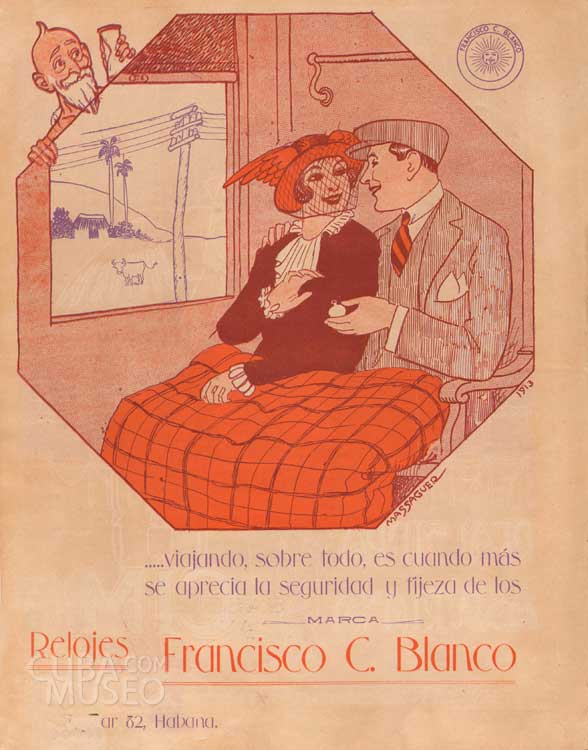 FRANCISCO C. BLANCO
1913
MASSAGUER
.....viajando, sobre todo, es cuando más
se aprecia la seguridad y fijeza de los
MARCA
Relojes Francisco C. Blanco
CUBA.COM
MUSEO
ar 82, Habana.